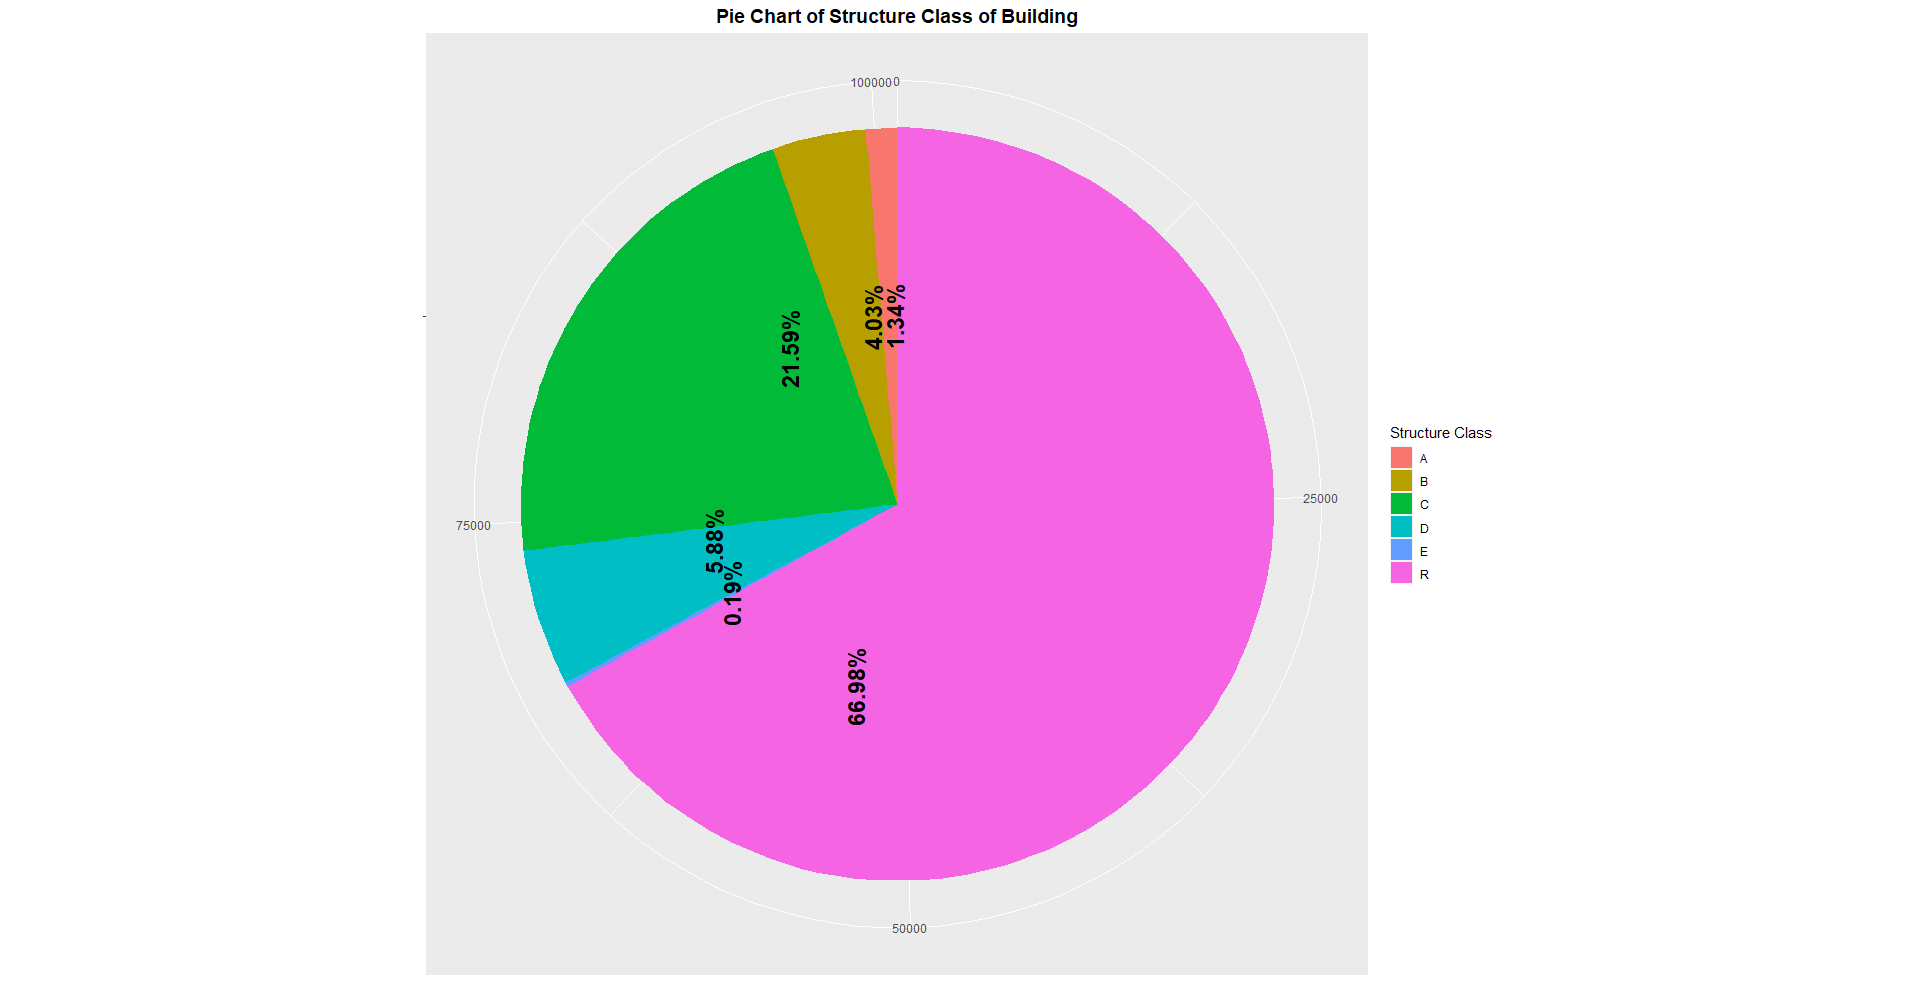 Pie Chart of Structure Class of Building
100000
0
4.03%
1.34%
21.59%
Structure Class
A
B
C
D
E
R
25000
75000
5.88%
0.19%
66.98%
50000